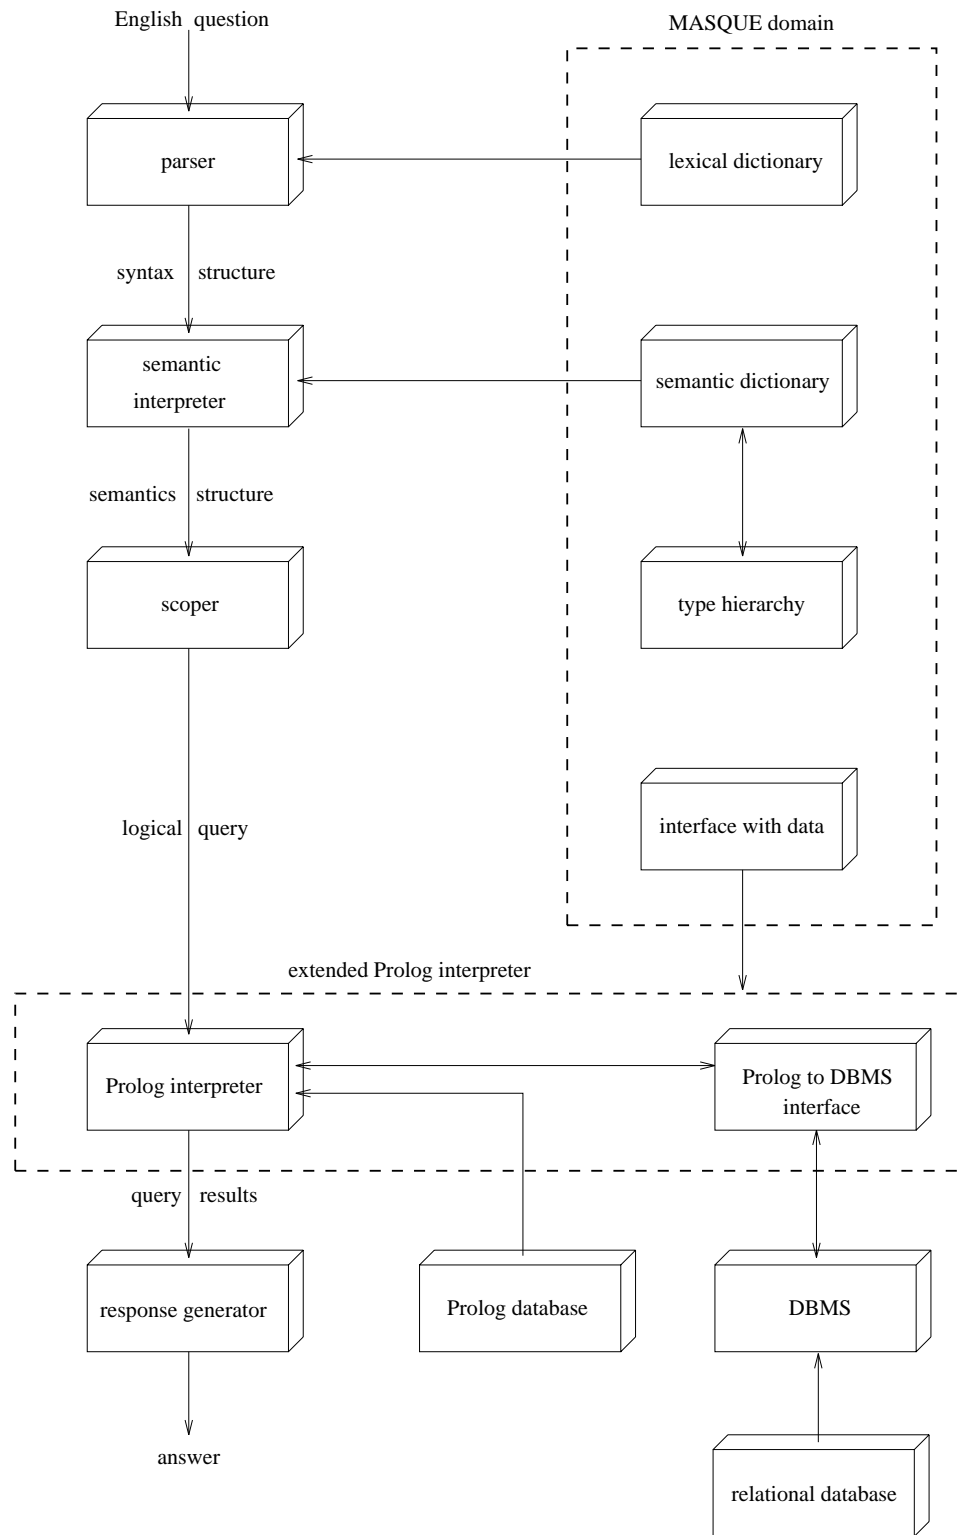 English question
MASQUE domain
parser
lexical dictionary
syntax structure
semantic
interpreter
semantic dictionary
semantics structure
scoper
type hierarchy
logical query
interface with data
extended Prolog interpreter
Prolog interpreter
Prolog to DBMS
interface
query results
response generator
Prolog database
DBMS
answer
relational database